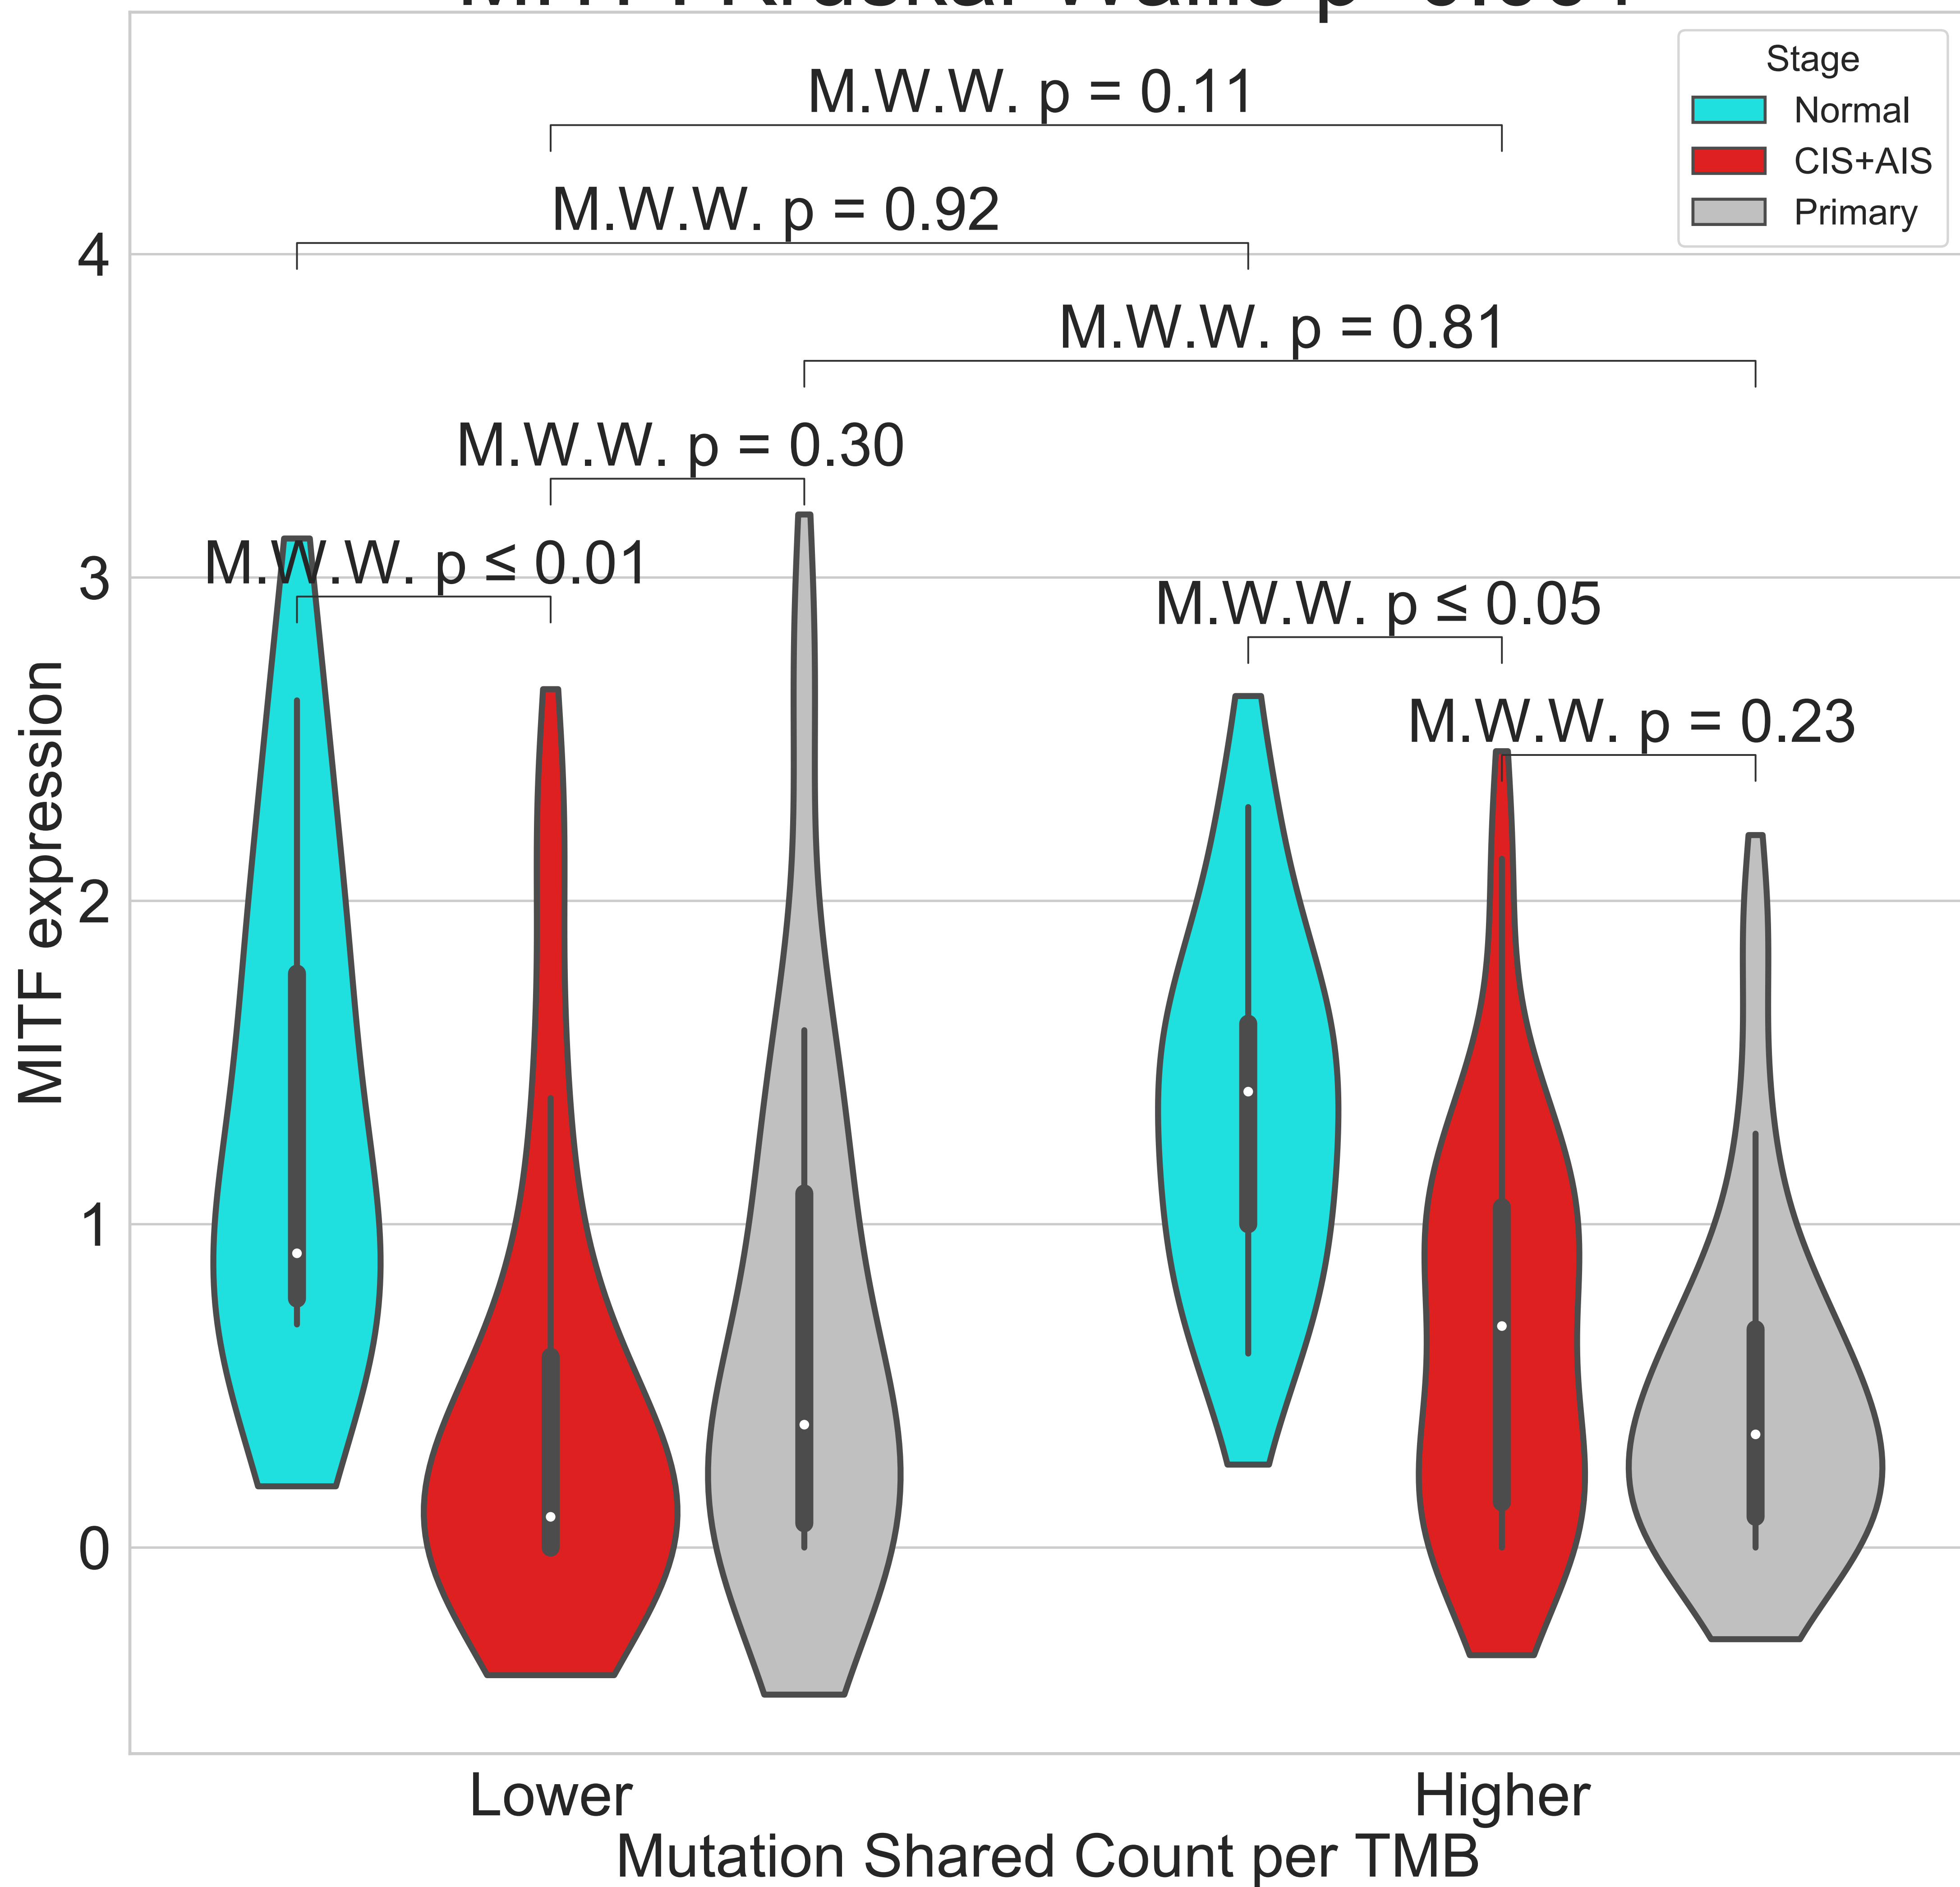 Stage
Normal
CIS+AIS
Primary
M.W.W. p = 0.11
M.W.W. p = 0.92
M.W.W. p = 0.81
M.W.W. p = 0.30
M.W.W. p ≤ 0.01
M.W.W. p ≤ 0.05
M.W.W. p = 0.23
MITF expression
4
3
2
1
0
Lower
Higher
Mutation Shared Count per TMB